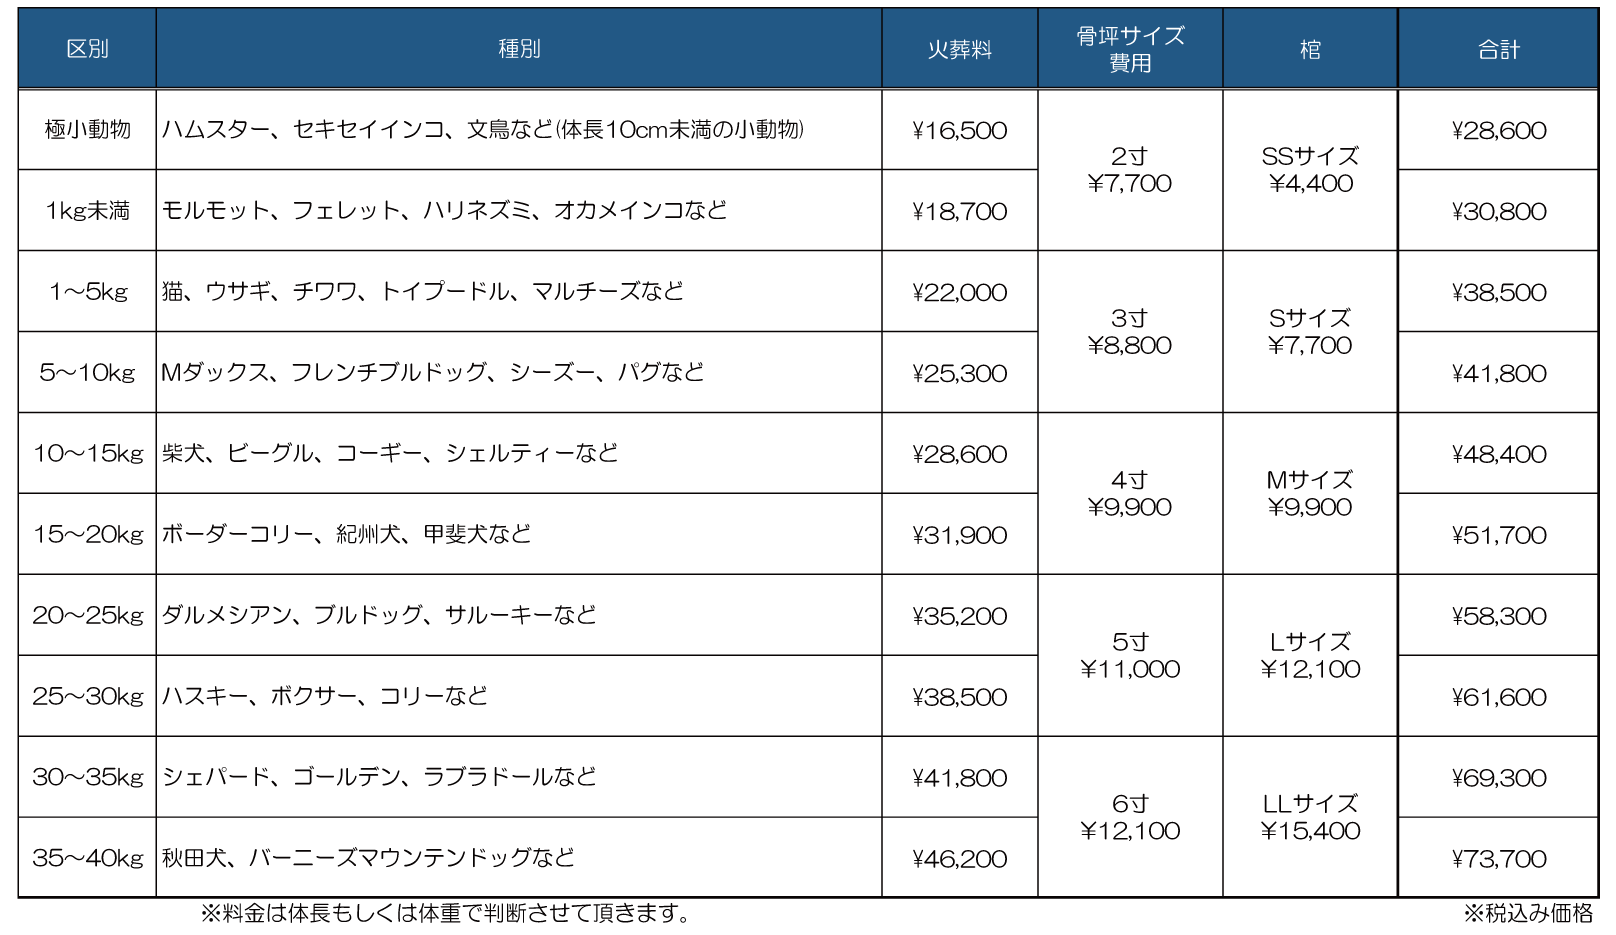 区別 種別 火葬料 骨坪サイズ費用 棺 合計
極小動物 ハムスター、セキセイインコ、文鳥など(体長10cm未満の小動物) ¥16,500 2寸 ¥7,700 SSサイズ ¥4,400 ¥28,600
1kg未満 モルモット、フェレット、ハリネズミ、オカメインコなど ¥18,700 ¥30,800
1～5kg 猫、ウサギ、チワワ、トイプードル、マルチーズなど ¥22,000 3寸 ¥8,800 Sサイズ ¥7,700 ¥38,500
5～10kg Mダックス、フレンチブルドッグ、シーズー、パグなど ¥25,300 ¥41,800
10～15kg 柴犬、ビーグル、コーギー、シェルティーなど ¥28,600 4寸 ¥9,900 Mサイズ ¥9,900 ¥48,400
15～20kg ボーダーコリー、紀州犬、甲斐犬など ¥31,900 ¥51,700
20～25kg ダルメシアン、ブルドッグ、サルーキーなど ¥35,200 5寸 ¥11,000 Lサイズ ¥12,100 ¥58,300
25～30kg ハスキー、ボクサー、コリーなど ¥38,500 ¥61,600
30～35kg シェパード、ゴールデン、ラブラドールなど ¥41,800 6寸 ¥12,100 LLサイズ ¥15,400 ¥69,300
35～40kg 秋田犬、バーニーズマウンテンドッグなど ¥46,200 ¥73,700
※料金は体長もしくは体重で判断させて頂きます。 ※税込み価格